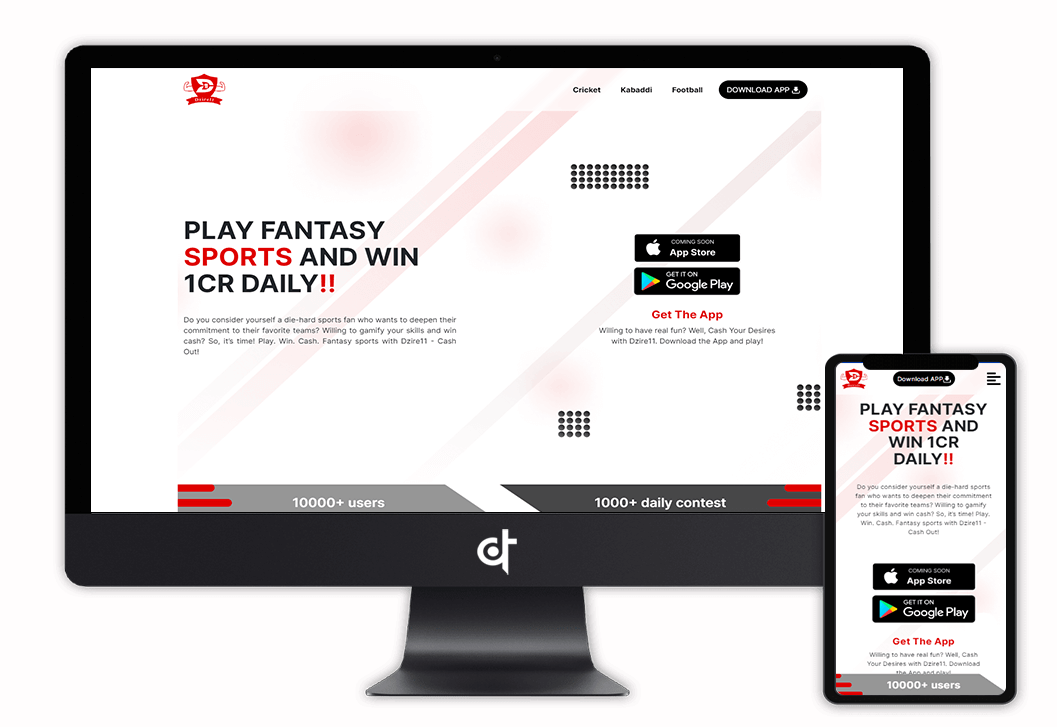 Dzire11
Cricket Kabaddi Football DOWNLOAD APP
PLAY FANTASY
SPORTS AND WIN
1CR DAILY!!
Do you consider yourself a die-hard sports fan who wants to deepen their
commitment to their favorite teams? Willing to gamify your skills and win
cash? So, it's time! Play. Win. Cash. Fantasy sports with Dzire11 - Cash
Out!
COMING SOON
App Store
GET IT ON
Google Play
Get The App
Willing to have real fun? Well, Cash Your Desires
with Dzire11. Download the App and play!
10000+ users
1000+ daily contest
Download APP
PLAY FANTASY
SPORTS AND
WIN 1CR
DAILY!!
Do you consider yourself a die-hard sports
fan who wants to deepen their commitment
to their favorite teams? Willing to gamify
your skills and win cash? So, it's time! Play.
Win. Cash. Fantasy sports with Dzire11 -
Cash Out!
COMING SOON
App Store
GET IT ON
Google Play
Get The App
Willing to have real fun? Well, Cash
Your Desires with Dzire11. Download
the App and play!
10000+ users